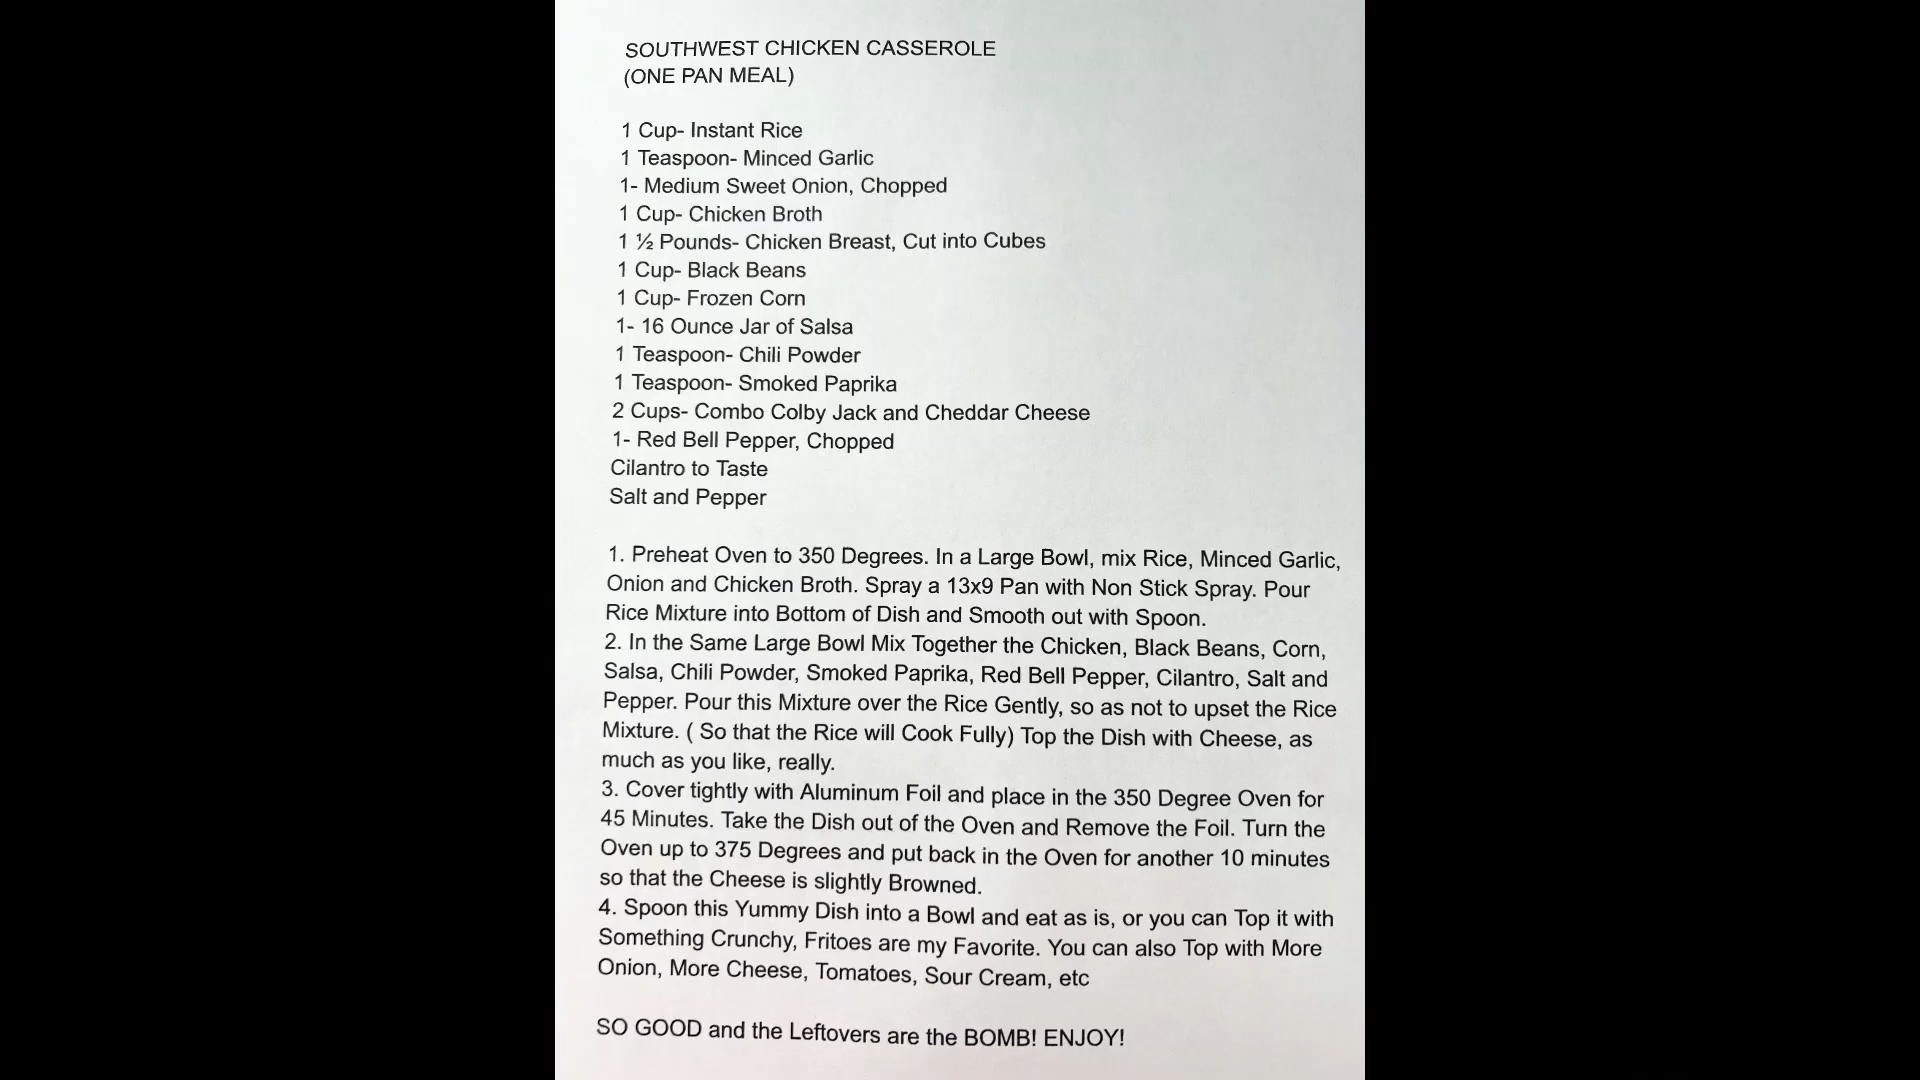 SOUTHWEST CHICKEN CASSEROLE
(ONE PAN MEAL)
1 Cup- Instant Rice
1 Teaspoon- Minced Garlic
1- Medium Sweet Onion, Chopped
1 Cup- Chicken Broth
1 ½ Pounds- Chicken Breast, Cut into Cubes
1 Cup- Black Beans
1 Cup- Frozen Corn
1- 16 Ounce Jar of Salsa
1 Teaspoon- Chili Powder
1 Teaspoon- Smoked Paprika
2 Cups- Combo Colby Jack and Cheddar Cheese
1- Red Bell Pepper, Chopped
Cilantro to Taste
Salt and Pepper
1. Preheat Oven to 350 Degrees. In a Large Bowl, mix Rice, Minced Garlic,
Onion and Chicken Broth. Spray a 13x9 Pan with Non Stick Spray. Pour
Rice Mixture into Bottom of Dish and Smooth out with Spoon.
2. In the Same Large Bowl Mix Together the Chicken, Black Beans, Corn,
Salsa, Chili Powder, Smoked Paprika, Red Bell Pepper, Cilantro, Salt and
Pepper. Pour this Mixture over the Rice Gently, so as not to upset the Rice
Mixture. ( So that the Rice will Cook Fully) Top the Dish with Cheese, as
much as you like, really.
3. Cover tightly with Aluminum Foil and place in the 350 Degree Oven for
45 Minutes. Take the Dish out of the Oven and Remove the Foil. Turn the
Oven up to 375 Degrees and put back in the Oven for another 10 minutes
so that the Cheese is slightly Browned.
4. Spoon this Yummy Dish into a Bowl and eat as is, or you can Top it with
Something Crunchy, Fritoes are my Favorite. You can also Top with More
Onion, More Cheese, Tomatoes, Sour Cream, etc
SO GOOD and the Leftovers are the BOMB! ENJOY!